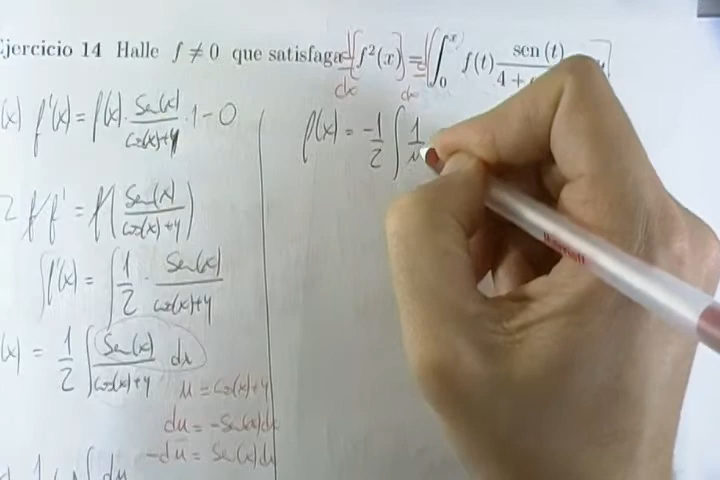 Ejercicio 14 Halle f ≠ 0 que satisfaga d/dx [f²(x)] = d/dx (∫₀ˣ f(t) sen (t) / 4 +
(x) f'(x) = f(x) · Sen(x) / cos(x)+4 · 1 - 0
2 f f' = f ( Sen(x) / cos(x)+4 )
∫ f'(x) = ∫ 1/2 · Sen(x) / cos(x)+4
(x) = 1/2 ∫ Sen(x) / cos(x)+4 dx
u = cos(x)+4
du = -Sen(x)dx
-du = Sen(x)dx
∫ du
f(x) = -1/2 ∫ 1/u